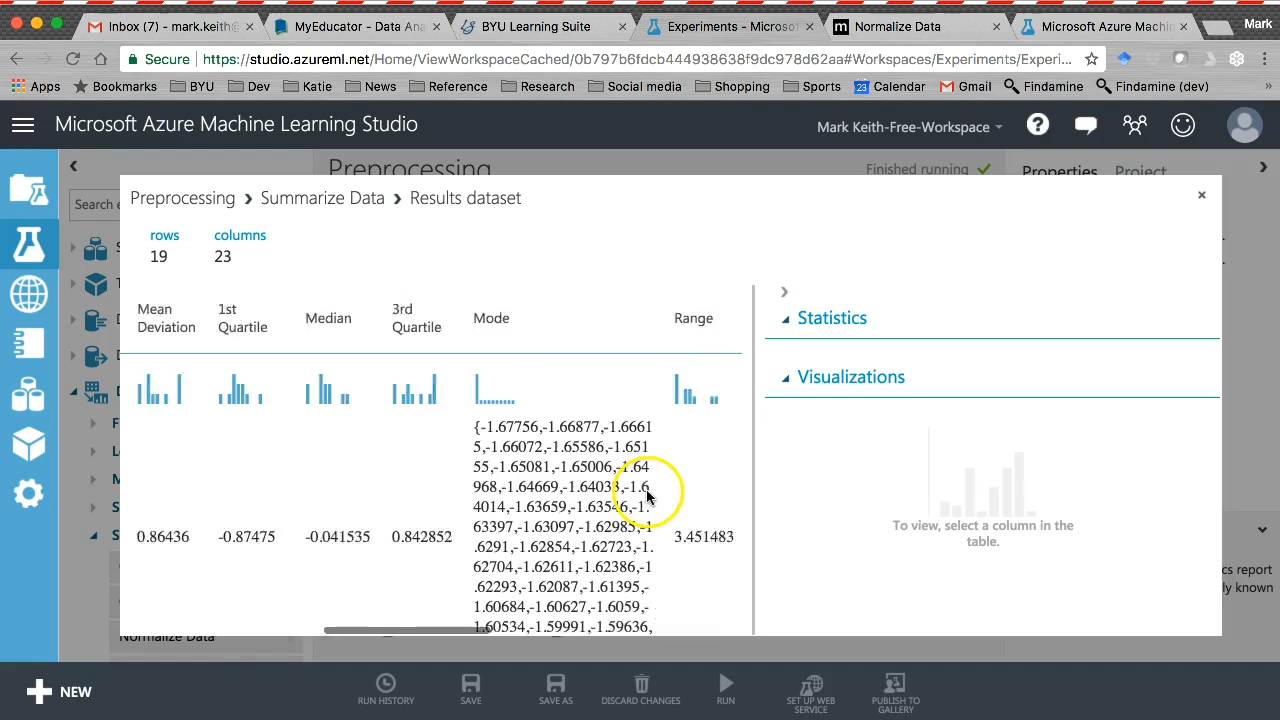 Inbox (7) - mark.keith@
MyEducator - Data Ana
BYU Learning Suite
Experiments - Microsof
Normalize Data
Microsoft Azure Machin
Mark
Secure
https://studio.azureml.net/Home/ViewWorkspaceCached/0b797b6fdcb444938638f9dc978d62aa#Workspaces/Experiments/Experi...
Apps
Bookmarks
BYU
Dev
Katie
News
Reference
Research
Social media
Shopping
Sports
23
Calendar
Gmail
Findamine
Findamine (dev)
»
Microsoft Azure Machine Learning Studio
Mark Keith-Free-Workspace
Preprocessing
Finished running
Properties
Project
Search e
Preprocessing
Summarize Data
Results dataset
rows
columns
19
23
Mean
Deviation
1st
Quartile
Median
3rd
Quartile
Mode
Range
Statistics
Visualizations
{-1.67756,-1.66877,-1.6661
5,-1.66072,-1.65586,-1.651
55,-1.65081,-1.65006,-1.64
968,-1.64669,-1.64033,-1.6
4014,-1.63659,-1.63546,-1.
63397,-1.63097,-1.62985,-1
.6291,-1.62854,-1.62723,-1.
62704,-1.62611,-1.62386,-1
.62293,-1.62087,-1.61395,-
1.60684,-1.60627,-1.6059,-
1.60534,-1.59991,-1.59636,
0.86436
-0.87475
-0.041535
0.842852
3.451483
To view, select a column in the
table.
cs report
ly known
Normalize Data
NEW
RUN HISTORY
SAVE
SAVE AS
DISCARD CHANGES
RUN
SET UP WEB
SERVICE
PUBLISH TO
GALLERY